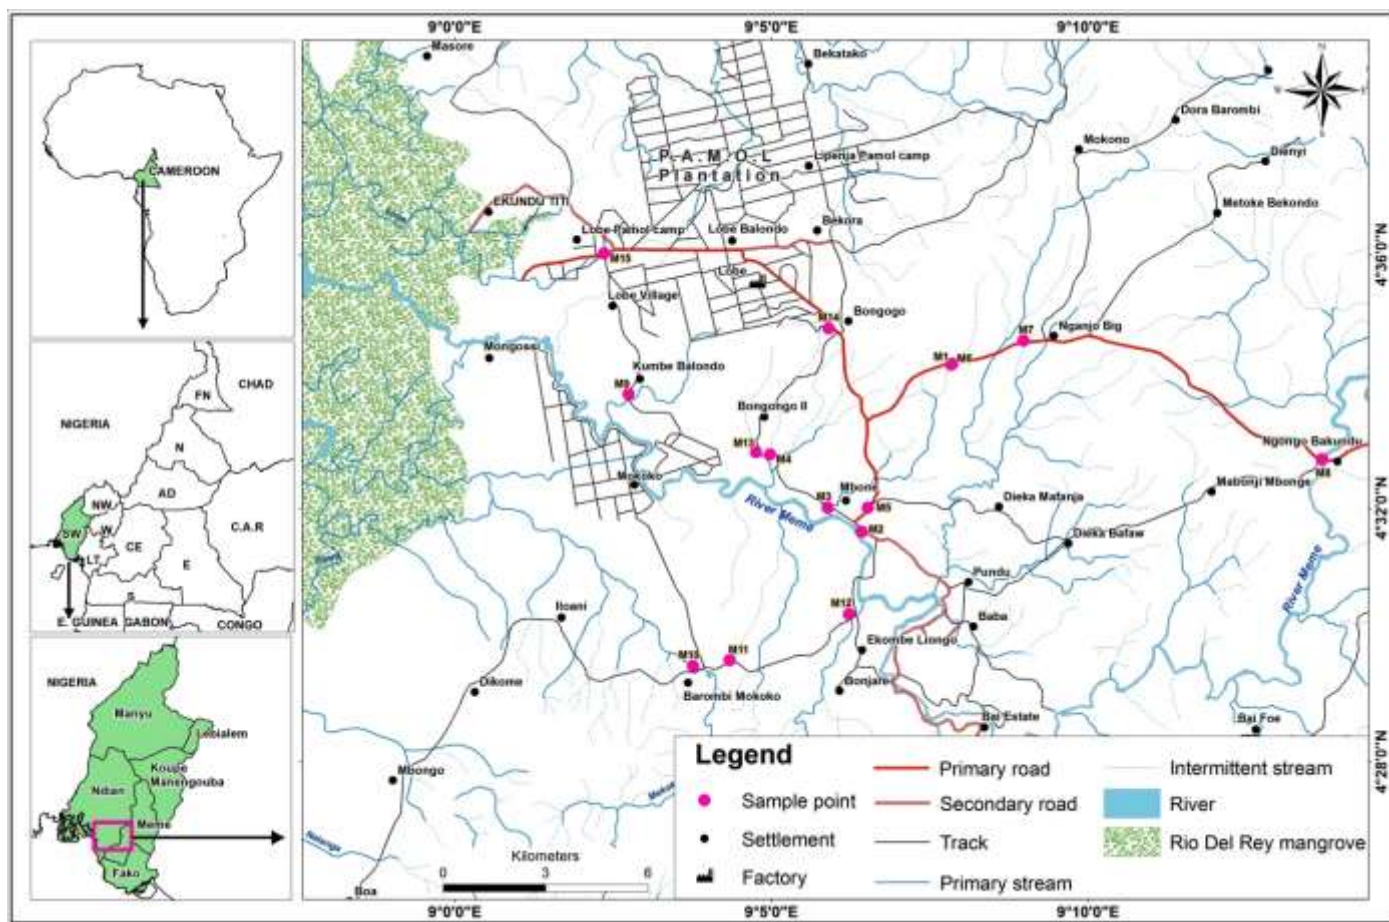 9°0'0"E
9°5'0"E
9°10'0"E
CAMEROON
NIGERIA
CHAD
FN
N
AD
NW
SW
W
LT
CE
C.A.R
E
S
E. GUINEA
GABON
CONGO
NIGERIA
Manyu
Lebialem
Koupe
Manengouba
Ndian
Meme
Fako
Masore
Bekatako
Dora Barombi
Mokono
Dienyi
P.A.M.O.L
Plantation
Lipenja Pamol camp
EKUNDU TITI
Metoke Bekondo
Lobe Pamol camp
Lobe Balondo
Bekora
M15
Lobe
4°36'0"N
Lobe Village
M14
Bongogo
M7
Nganjo Big
Mongossi
M1
M6
Kumbe Balondo
M9
Bongongo II
M13
M4
Ngongo Bakundu
M8
Mokoko
Mbone
M3
M5
River Meme
M2
Dieka Mafanja
Mabonji Mbonge
4°32'0"N
Dieka Bafaw
Pundu
River Meme
Iloani
M12
Baba
Ekombe Liongo
M10
M11
Dikome
Barombi Mokoko
Bonjare
Bai Estate
Bai Foe
Mbongo
4°28'0"N
Boa
Kilometers
0
3
6
Legend
Sample point
Settlement
Factory
Primary road
Secondary road
Track
Primary stream
Intermittent stream
River
Rio Del Rey mangrove
9°0'0"E
9°5'0"E
9°10'0"E